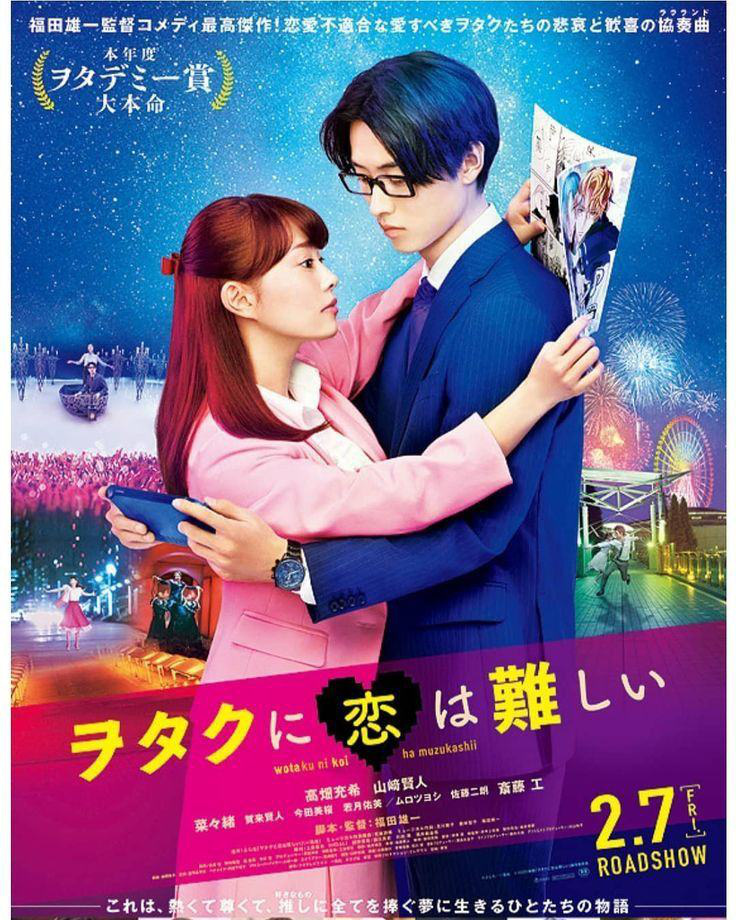 福田雄一監督コメディ最高傑作!恋愛不適合な愛すべきヲタクたちの悲哀と歓喜の協奏曲
ララランド
本年度
ヲタデミー賞
大本命
ヲタクに恋は難しい
wotaku ni koi ha muzukashii
高畑充希 山﨑賢人
菜々緒 賀来賢人 今田美桜 若月佑美／ムロツヨシ 佐藤二朗 斎藤 工
脚本・監督:福田雄一
2.7[FRI.]
ROADSHOW
好きなもの
これは、熱くて尊くて、推しに全てを捧ぐ夢に生きるひとたちの物語